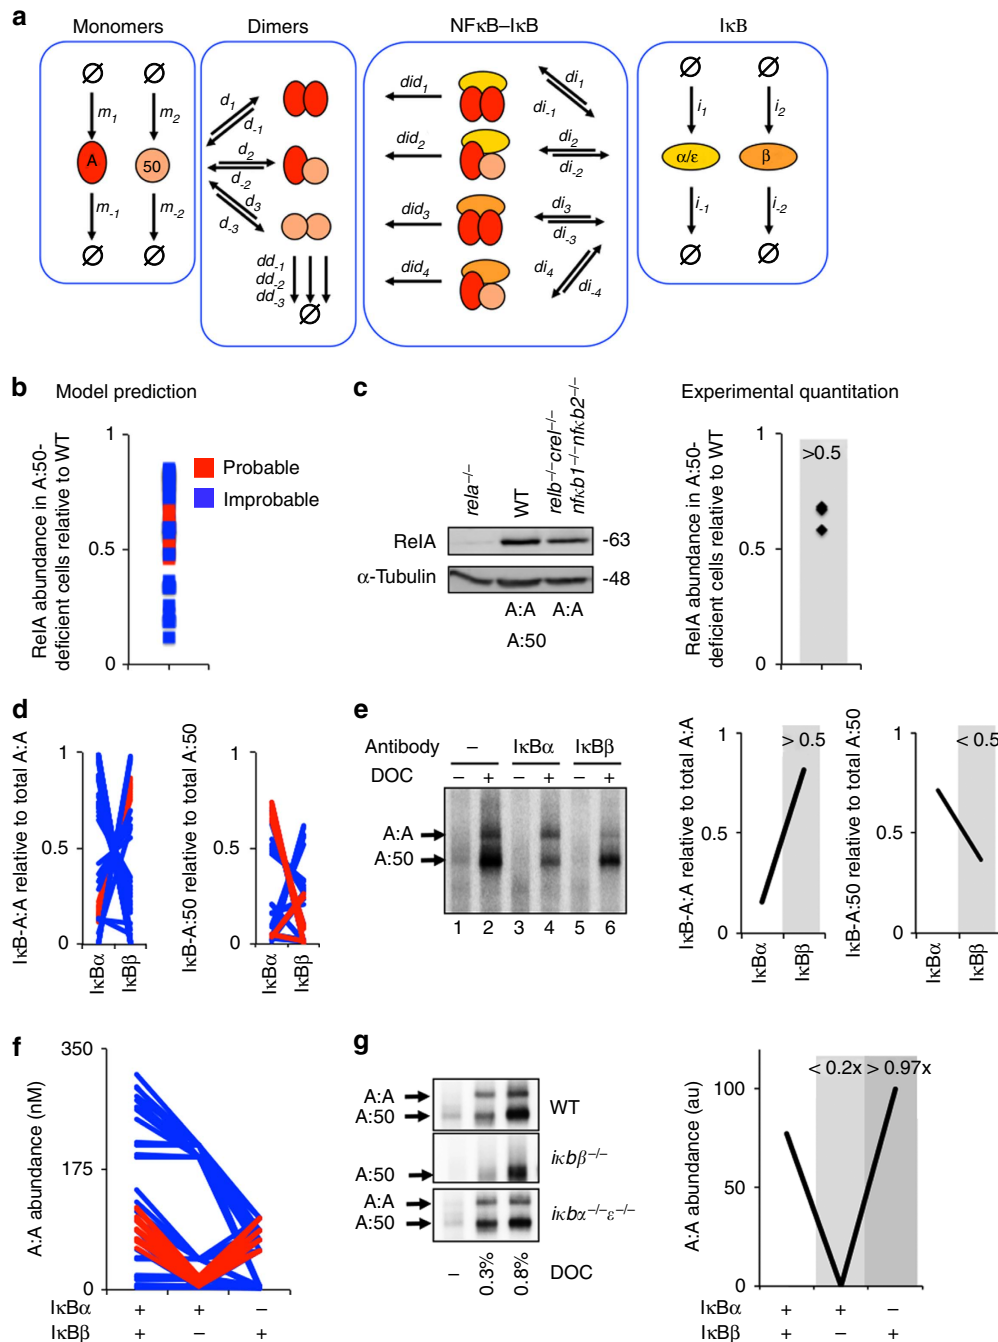 a
Monomers
Dimers
NFκB–IκB
IκB
∅ ∅
m1 m2
A 50
m-1 m-2
∅ ∅
d1
d-1
d2
d-2
d3
d-3
dd-1
dd-2
dd-3
∅
did1
did2
did3
did4
di1
di-1
di2
di-2
di3
di-3
di4
di-4
∅ ∅
i1 i2
α/ε β
i-1 i-2
∅ ∅
b Model prediction
RelA abundance in A:50-
deficient cells relative to WT
1
0.5
0
Probable
Improbable
c
rela–/–
WT
relb–/–crel–/–
nfκb1–/–nfκb2–/–
RelA
-63
α-Tubulin
-48
A:A A:A
A:50
Experimental quantitation
RelA abundance in A:50-
deficient cells relative to WT
1
0.5
0
>0.5
d
IκB-A:A relative to total A:A
1
0.5
0
IκBα
IκBβ
IκB-A:50 relative to total A:50
1
0.5
0
IκBα
IκBβ
e
Antibody – IκBα IκBβ
DOC – + – + – +
A:A
A:50
1 2 3 4 5 6
IκB-A:A relative to total A:A
1
0.5
0
> 0.5
IκBα
IκBβ
IκB-A:50 relative to total A:50
1
0.5
0
< 0.5
IκBα
IκBβ
f
A:A abundance (nM)
350
175
0
IκBα + + –
IκBβ + – +
g
A:A
A:50
WT
A:50
iκbβ–/–
A:A
A:50
iκbα–/–ε–/–
– 0.3% 0.8% DOC
A:A abundance (au)
100
50
0
< 0.2x > 0.97x
IκBα + + –
IκBβ + – +